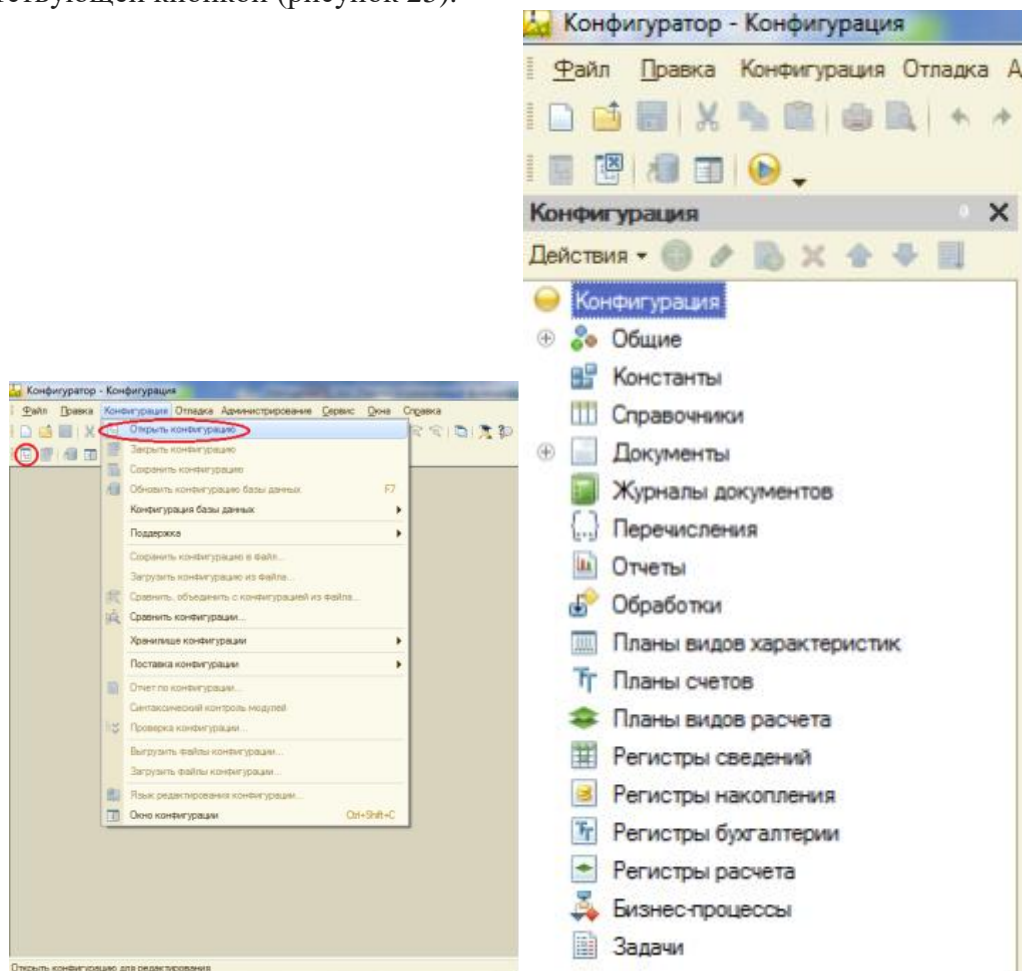 ствующей кнопкой (рисунок 25).
Конфигуратор - Конфигурация
Файл Правка Конфигурация Отладка Администрирование Сервис Окна Справка
Открыть конфигурацию
Закрыть конфигурацию
Сохранить конфигурацию
Обновить конфигурацию базы данных F7
Конфигурация базы данных
Поддержка
Сохранить конфигурацию в файл...
Загрузить конфигурацию из файла...
Сравнить, объединить с конфигурацией из файла...
Сравнить конфигурации...
Хранилище конфигурации
Поставка конфигурации
Отчет по конфигурации...
Синтаксический контроль модулей
Проверка конфигурации...
Выгрузить файлы конфигурации...
Загрузить файлы конфигурации...
Язык редактирования конфигурации...
Окно конфигурации Ctrl+Shift+C
Открыть конфигурацию для редактирования
Конфигуратор - Конфигурация
Файл Правка Конфигурация Отладка А
Конфигурация
Действия
Конфигурация
Общие
Константы
Справочники
Документы
Журналы документов
Перечисления
Отчеты
Обработки
Планы видов характеристик
Планы счетов
Планы видов расчета
Регистры сведений
Регистры накопления
Регистры бухгалтерии
Регистры расчета
Бизнес-процессы
Задачи